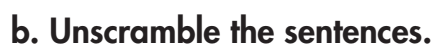 b. Unscramble the sentences.